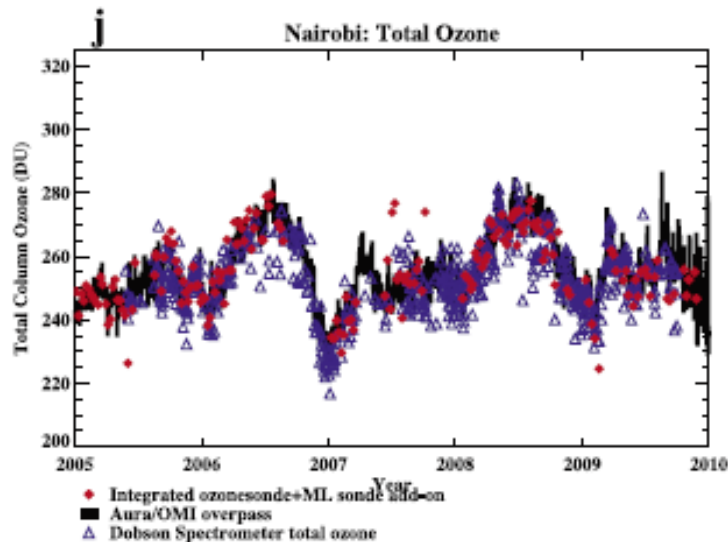 j
Nairobi: Total Ozone
Total Column Ozone (DU)
320
300
280
260
240
220
200
2005 2006 2007 2008 2009 2010
Year
Integrated ozonesonde+ML sonde add-on
Aura/OMI overpass
Dobson Spectrometer total ozone